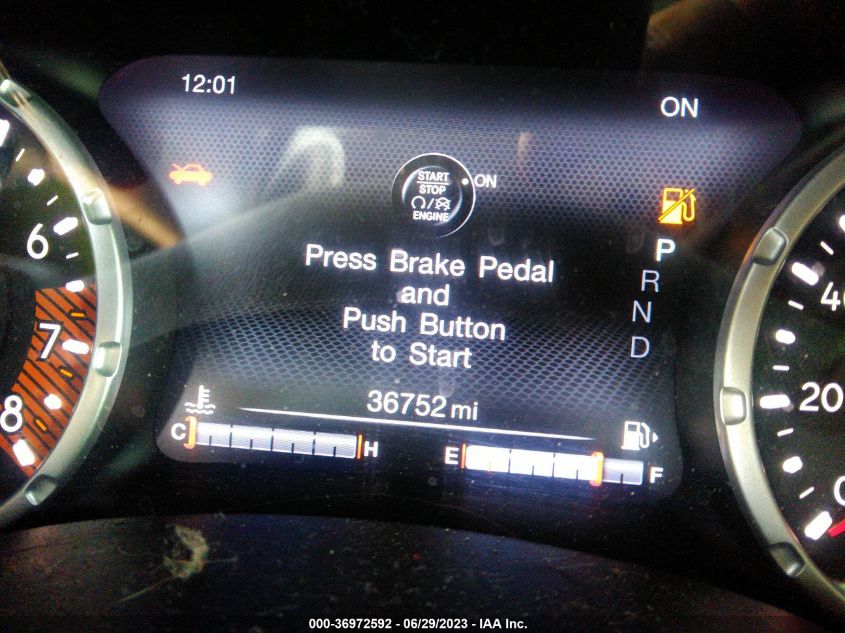 12:01
ON
START
STOP
ENGINE
ON
Press Brake Pedal
and
Push Button
to Start
P
R
N
D
36752 mi
C
H
E
F
6
7
8
40
20
0
000-36972592 - 06/29/2023 - IAA Inc.